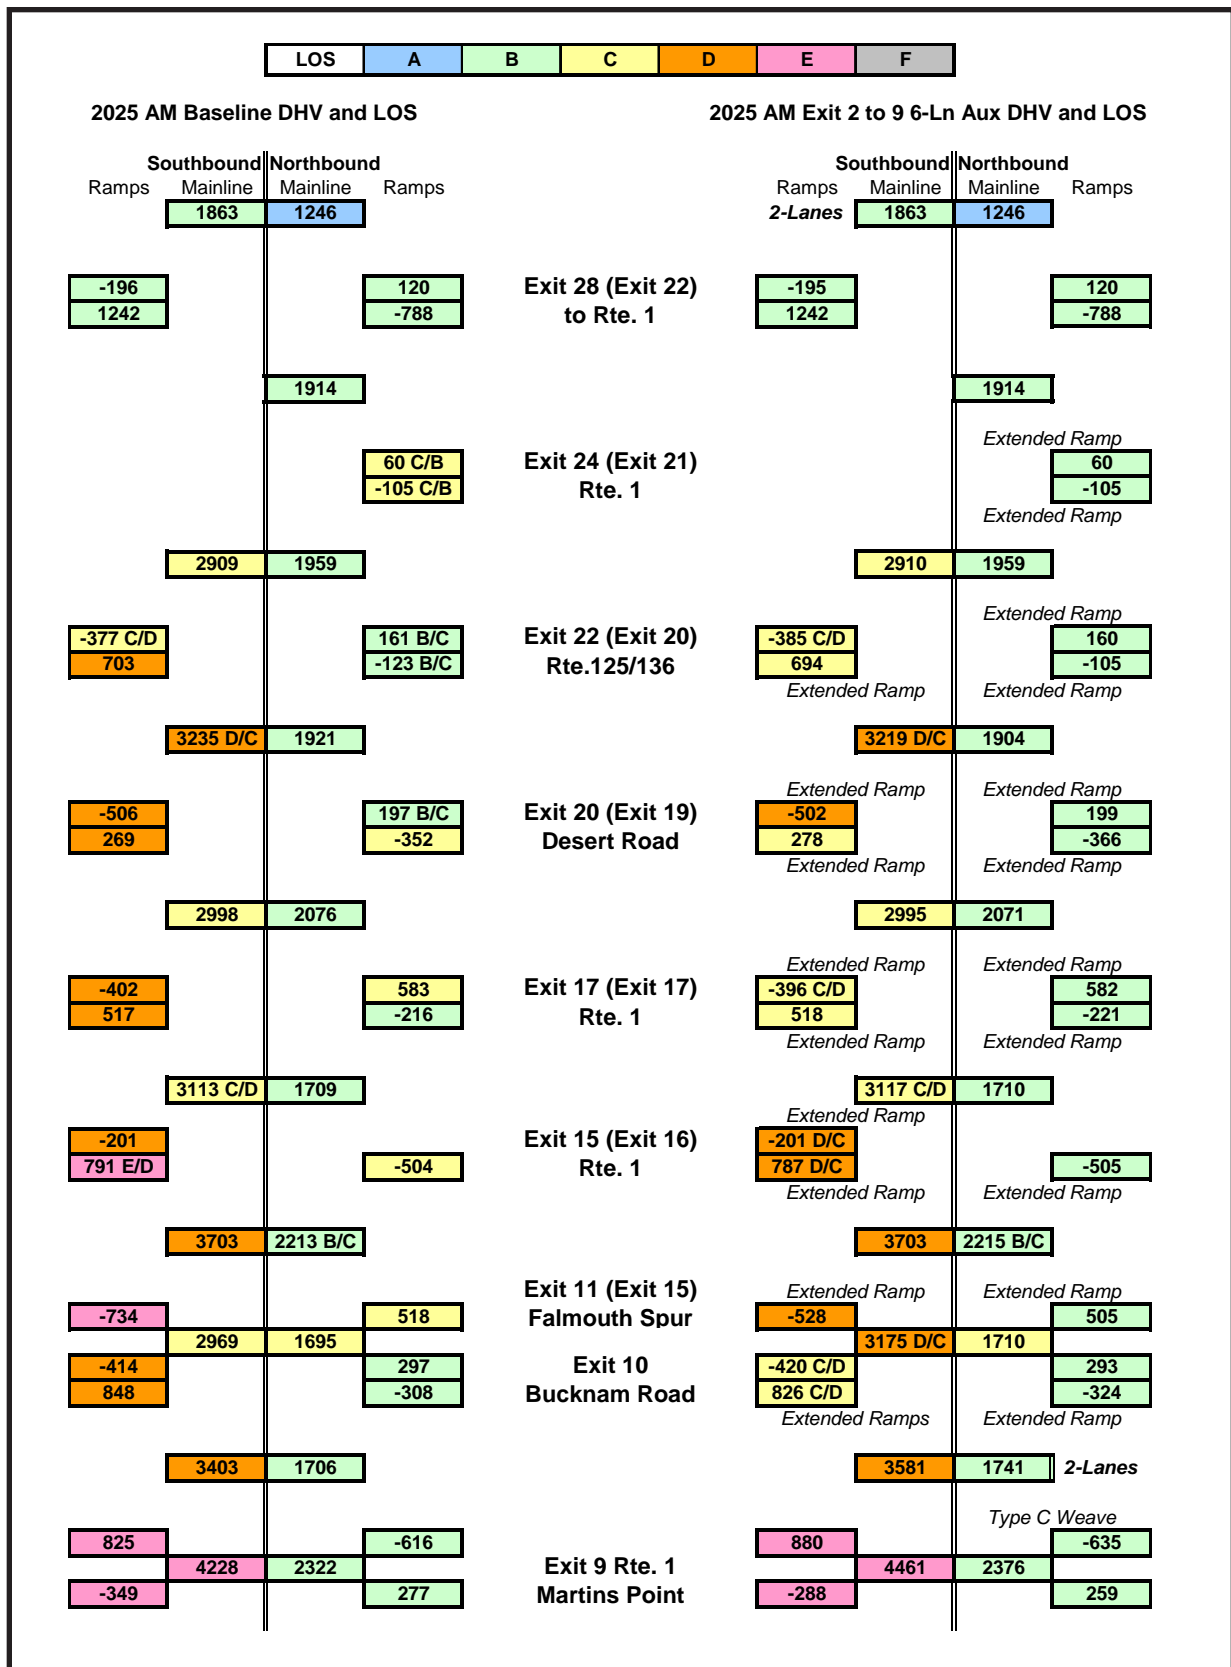 LOS A B C D E F
2025 AM Baseline DHV and LOS 2025 AM Exit 2 to 9 6-Ln Aux DHV and LOS
Southbound Northbound Southbound Northbound
Ramps Mainline Mainline Ramps Ramps Mainline Mainline Ramps
1863 1246 2-Lanes 1863 1246
-196 120 Exit 28 (Exit 22) -195 120
1242 -788 to Rte. 1 1242 -788
1914 1914
Extended Ramp
60 C/B Exit 24 (Exit 21) 60
-105 C/B Rte. 1 -105
Extended Ramp
2909 1959 2910 1959
Extended Ramp
-377 C/D 161 B/C Exit 22 (Exit 20) -385 C/D 160
703 -123 B/C Rte.125/136 694 -105
Extended Ramp Extended Ramp
3235 D/C 1921 3219 D/C 1904
Extended Ramp Extended Ramp
-506 197 B/C Exit 20 (Exit 19) -502 199
269 -352 Desert Road 278 -366
Extended Ramp Extended Ramp
2998 2076 2995 2071
Extended Ramp Extended Ramp
-402 583 Exit 17 (Exit 17) -396 C/D 582
517 -216 Rte. 1 518 -221
Extended Ramp Extended Ramp
3113 C/D 1709 3117 C/D 1710
Extended Ramp
-201 Exit 15 (Exit 16) -201 D/C
791 E/D -504 Rte. 1 787 D/C -505
Extended Ramp Extended Ramp
3703 2213 B/C 3703 2215 B/C
Exit 11 (Exit 15) Extended Ramp Extended Ramp
-734 518 Falmouth Spur -528 505
2969 1695 3175 D/C 1710
-414 297 Exit 10 -420 C/D 293
848 -308 Bucknam Road 826 C/D -324
Extended Ramps Extended Ramp
3403 1706 3581 1741 2-Lanes
Type C Weave
825 -616 880 -635
4228 2322 Exit 9 Rte. 1 4461 2376
-349 277 Martins Point -288 259